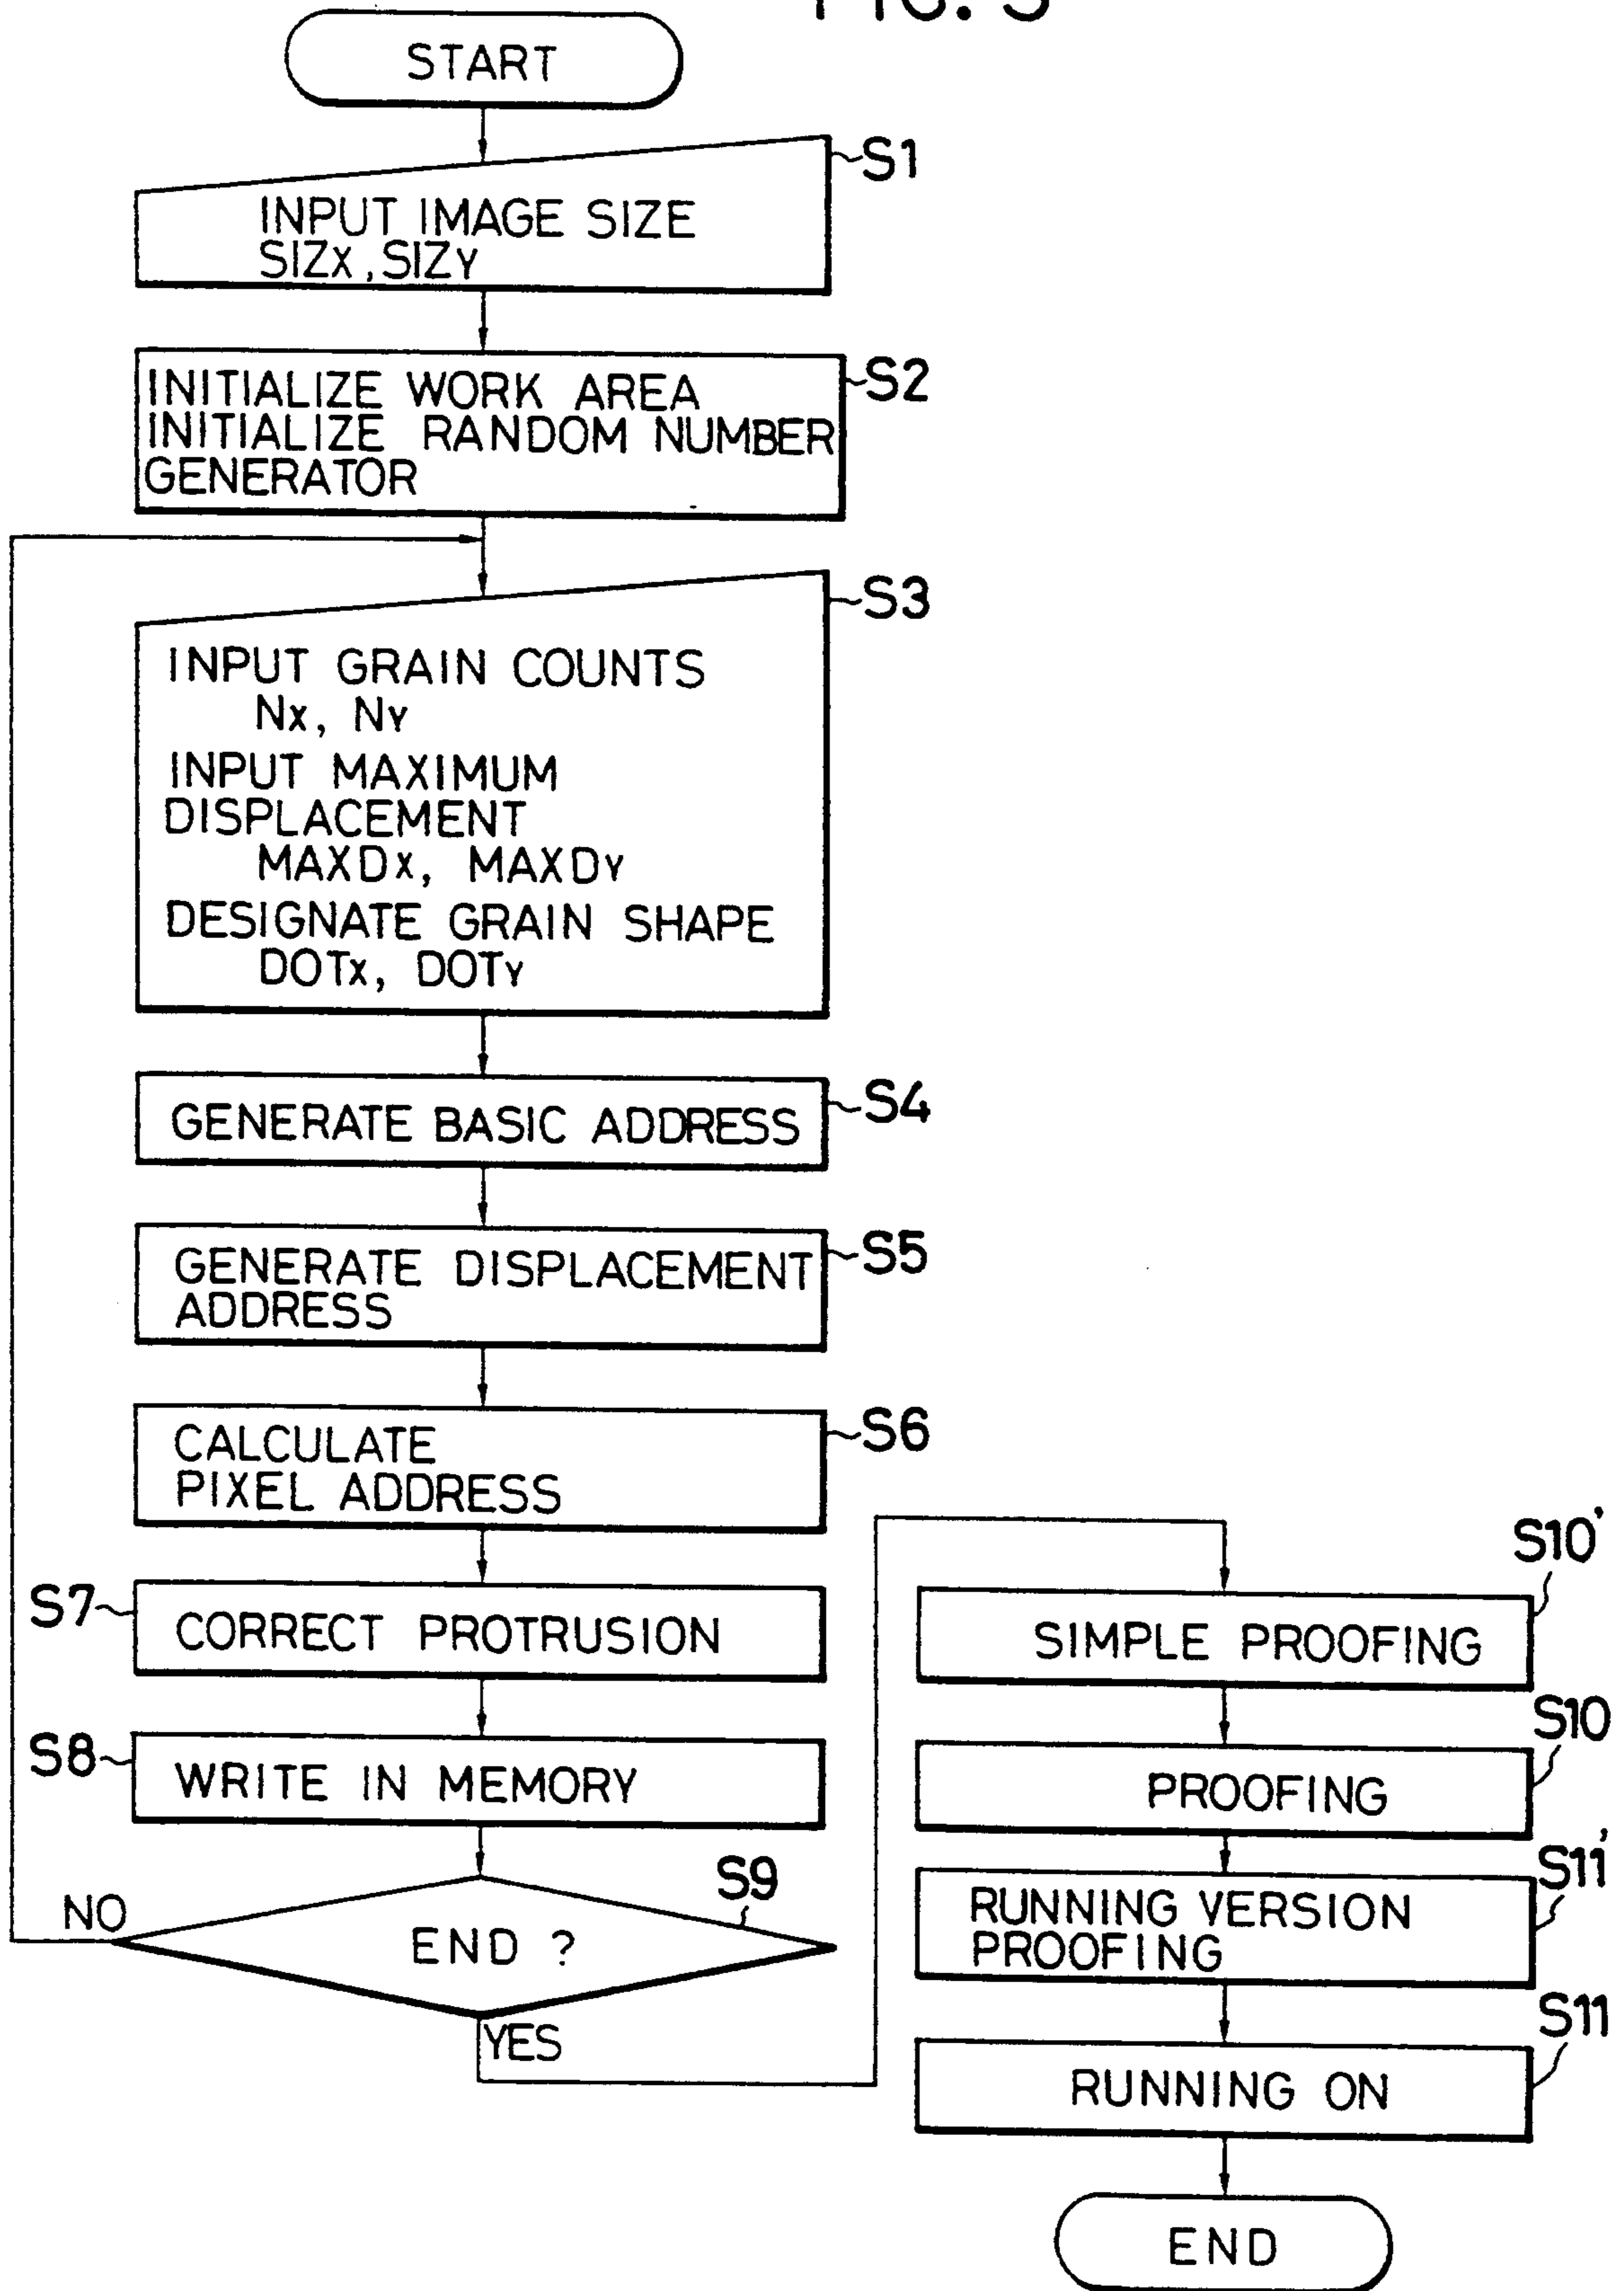 START
S1
INPUT IMAGE SIZE
SIZX, SIZY
S2
INITIALIZE WORK AREA
INITIALIZE RANDOM NUMBER
GENERATOR
S3
INPUT GRAIN COUNTS
NX, NY
INPUT MAXIMUM
DISPLACEMENT
MAXDX, MAXDY
DESIGNATE GRAIN SHAPE
DOTX, DOTY
S4
GENERATE BASIC ADDRESS
S5
GENERATE DISPLACEMENT
ADDRESS
S6
CALCULATE
PIXEL ADDRESS
S7
CORRECT PROTRUSION
S8
WRITE IN MEMORY
S9
NO
END ?
YES
S10'
SIMPLE PROOFING
S10
PROOFING
S11'
RUNNING VERSION
PROOFING
S11
RUNNING ON
END